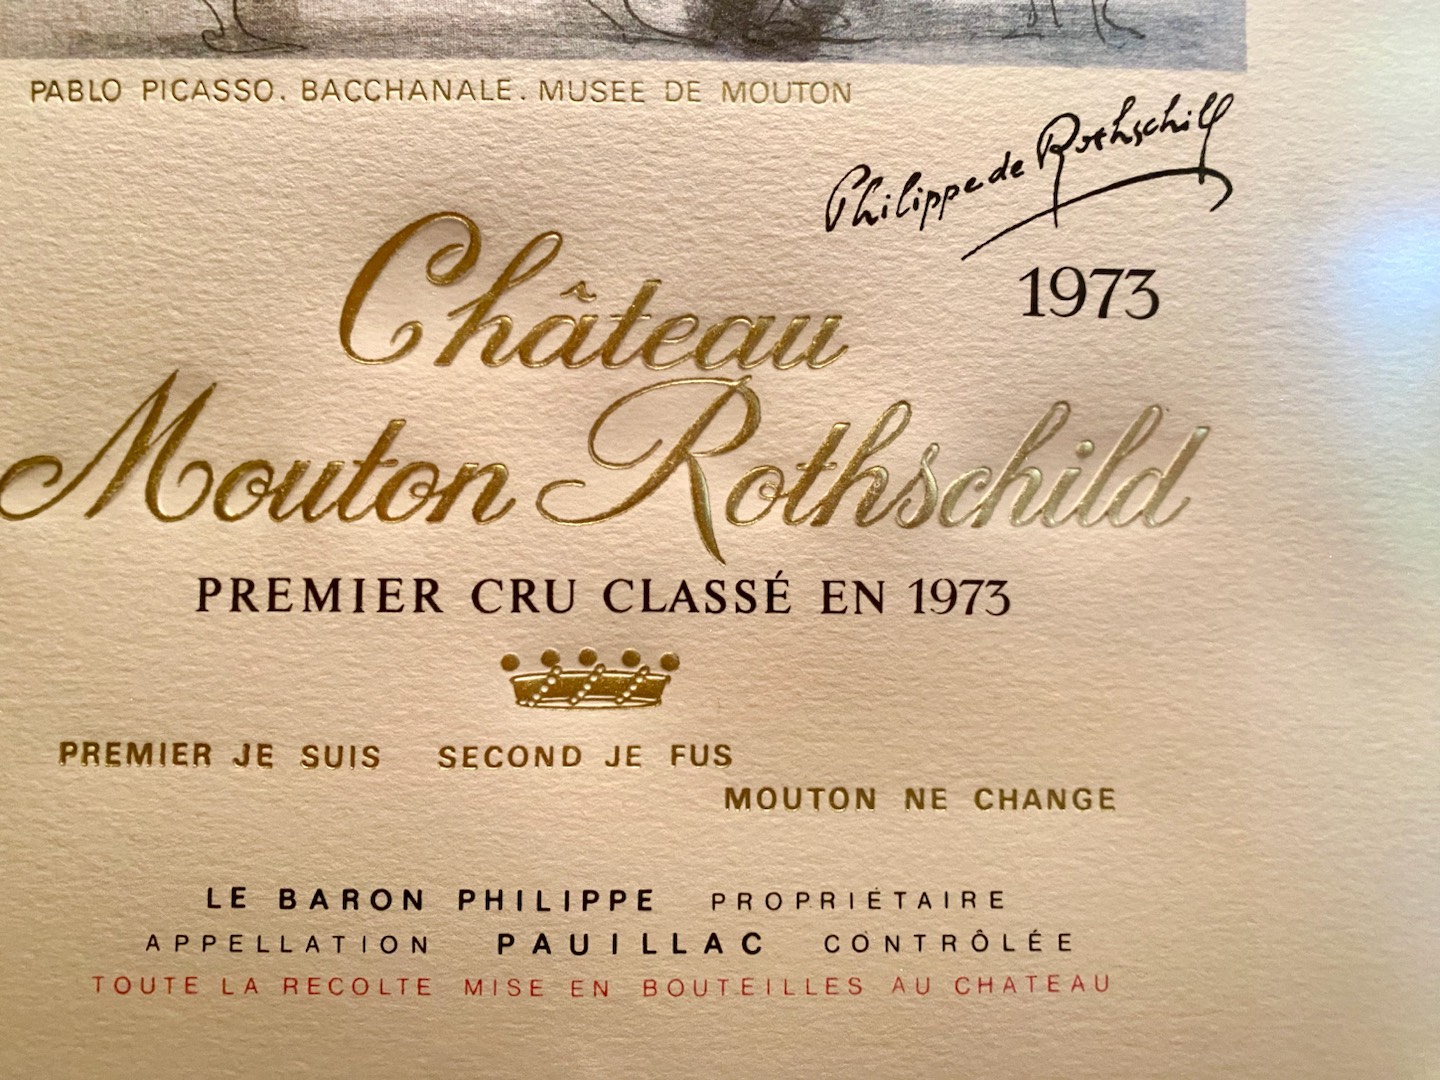 PABLO PICASSO. BACCHANALE. MUSEE DE MOUTON
Philippe de Rothschild
1973
Château
Mouton Rothschild
PREMIER CRU CLASSÉ EN 1973
PREMIER JE SUIS SECOND JE FUS
MOUTON NE CHANGE
LE BARON PHILIPPE PROPRIÉTAIRE
APPELLATION PAUILLAC CONTRÔLÉE
TOUTE LA RECOLTE MISE EN BOUTEILLES AU CHATEAU